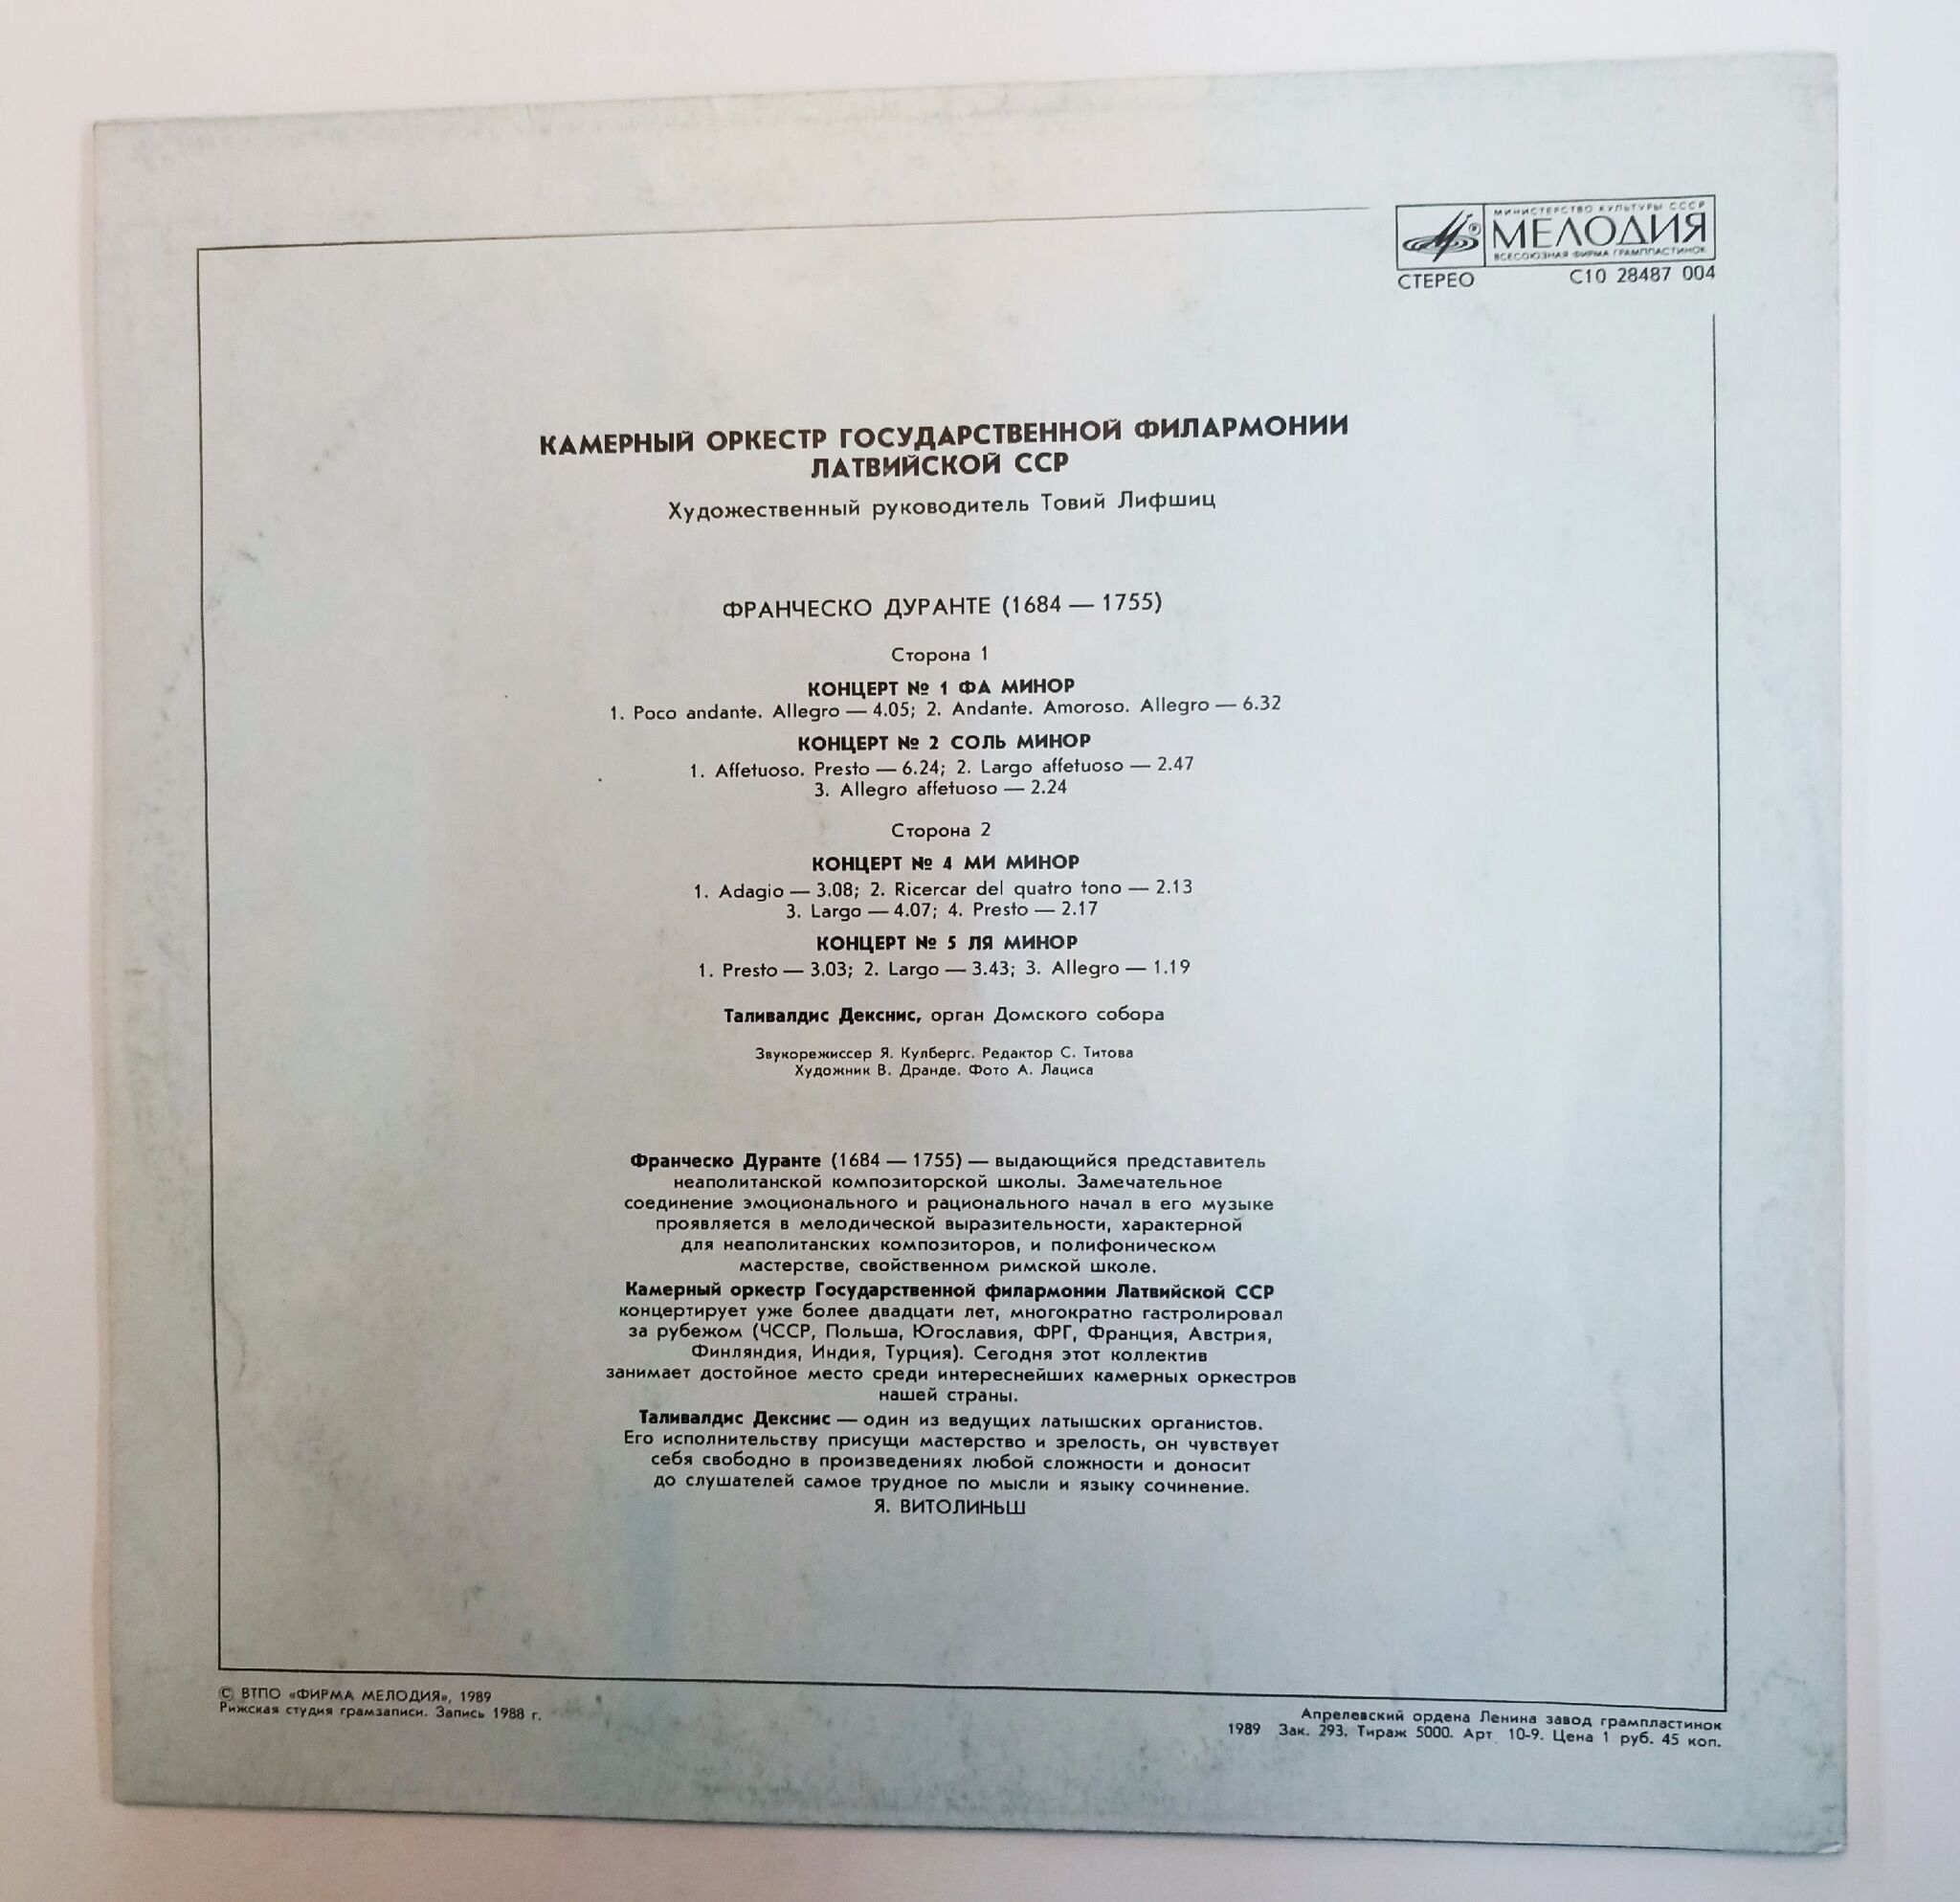 МИНИСТЕРСТВО КУЛЬТУРЫ СССР
МЕЛОДИЯ
ВСЕСОЮЗНАЯ ФИРМА ГРАМПЛАСТИНОК
СТЕРЕО С10 28487 004
КАМЕРНЫЙ ОРКЕСТР ГОСУДАРСТВЕННОЙ ФИЛАРМОНИИ
ЛАТВИЙСКОЙ ССР
Художественный руководитель Товий Лифшиц
ФРАНЧЕСКО ДУРАНТЕ (1684 — 1755)
Сторона 1
КОНЦЕРТ № 1 ФА МИНОР
1. Poco andante. Allegro — 4.05; 2. Andante. Amoroso. Allegro — 6.32
КОНЦЕРТ № 2 СОЛЬ МИНОР
1. Affetuoso. Presto — 6.24; 2. Largo affetuoso — 2.47
3. Allegro affetuoso — 2.24
Сторона 2
КОНЦЕРТ № 4 МИ МИНОР
1. Adagio — 3.08; 2. Ricercar del quatro tono — 2.13
3. Largo — 4.07; 4. Presto — 2.17
КОНЦЕРТ № 5 ЛЯ МИНОР
1. Presto — 3.03; 2. Largo — 3.43; 3. Allegro — 1.19
Таливалдис Декснис, орган Домского собора
Звукорежиссер Я. Кулбергс. Редактор С. Титова
Художник В. Дранде. Фото А. Лациса
Франческо Дуранте (1684 — 1755) — выдающийся представитель
неаполитанской композиторской школы. Замечательное
соединение эмоционального и рационального начал в его музыке
проявляется в мелодической выразительности, характерной
для неаполитанских композиторов, и полифоническом
мастерстве, свойственном римской школе.
Камерный оркестр Государственной филармонии Латвийской ССР
концертирует уже более двадцати лет, многократно гастролировал
за рубежом (ЧССР, Польша, Югославия, ФРГ, Франция, Австрия,
Финляндия, Индия, Турция). Сегодня этот коллектив
занимает достойное место среди интереснейших камерных оркестров
нашей страны.
Таливалдис Декснис — один из ведущих латышских органистов.
Его исполнительству присущи мастерство и зрелость, он чувствует
себя свободно в произведениях любой сложности и доносит
до слушателей самое трудное по мысли и языку сочинение.
Я. ВИТОЛИНЬШ
© ВТПО «ФИРМА МЕЛОДИЯ», 1989
Рижская студия грамзаписи. Запись 1988 г.
Апрелевский ордена Ленина завод грампластинок
1989 Зак. 293. Тираж 5000. Арт 10-9. Цена 1 руб. 45 коп.